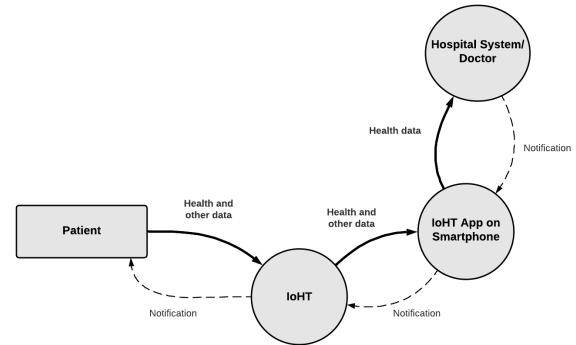 Hospital System/
Doctor
Health data
Notification
Health and
other data
Health and
other data
Patient
IoHT App on
Smartphone
IoHT
Notification
Notification